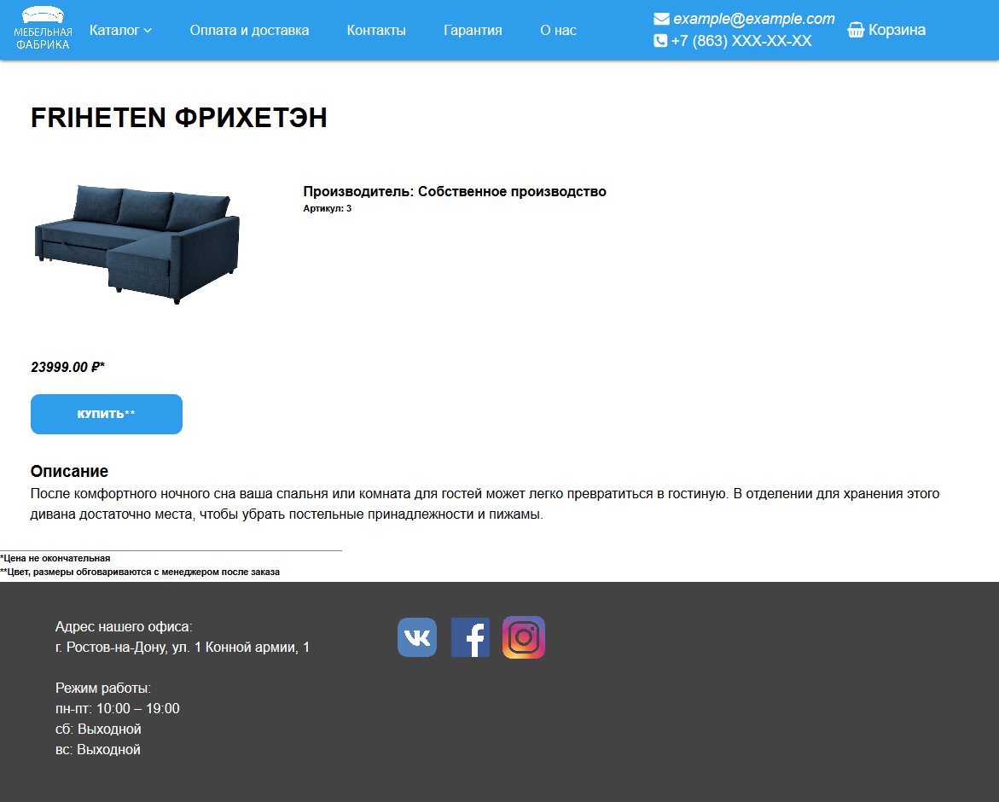 МЕБЕЛЬНАЯ
ФАБРИКА
Каталог
Оплата и доставка
Контакты
Гарантия
О нас
example@example.com
+7 (863) XXX-XX-XX
Корзина
FRIHETEN ФРИХЕТЭН
Производитель: Собственное производство
Артикул: 3
23999.00 ₽*
КУПИТЬ**
Описание
После комфортного ночного сна ваша спальня или комната для гостей может легко превратиться в гостиную. В отделении для хранения этого
дивана достаточно места, чтобы убрать постельные принадлежности и пижамы.
*Цена не окончательная
**Цвет, размеры обговариваются с менеджером после заказа
Адрес нашего офиса:
г. Ростов-на-Дону, ул. 1 Конной армии, 1
Режим работы:
пн-пт: 10:00 – 19:00
сб: Выходной
вс: Выходной